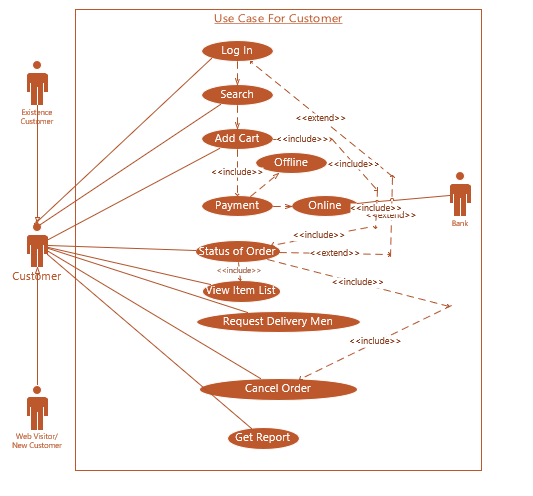 Use Case For Customer
Log In
Existence
Customer
Search
<<extend>>
Add Cart
<<include>>
Offline
<<include>>
Payment
Online
<<include>>
<<extend>>
Bank
<<include>>
Status of Order
<<extend>>
Customer
<<include>>
<<include>>
View Item List
Request Delivery Men
<<include>>
Cancel Order
Web Visitor/
New Customer
Get Report